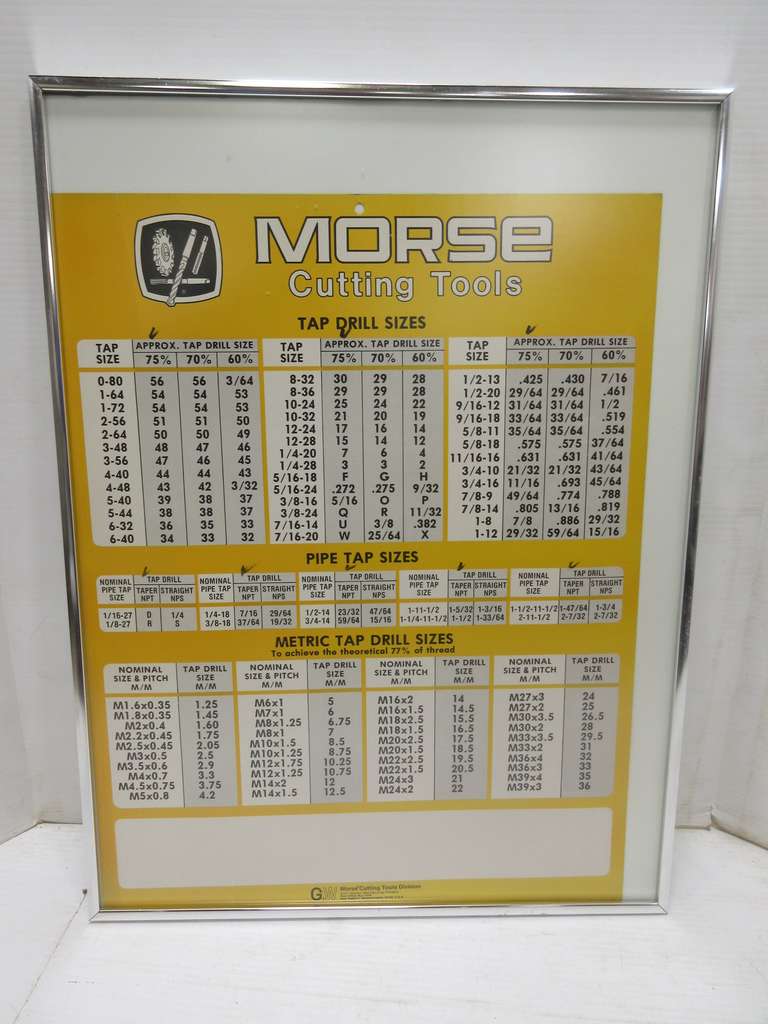 MORSE
Cutting Tools
TAP DRILL SIZES
TAP SIZE APPROX. TAP DRILL SIZE 75% 70% 60%
0-80 56 56 3/64
1-64 54 54 53
1-72 54 54 53
2-56 51 51 50
2-64 50 50 49
3-48 48 47 46
3-56 47 46 45
4-40 44 44 43
4-48 43 42 3/32
5-40 39 38 37
5-44 38 38 37
6-32 36 35 33
6-40 34 33 32
TAP SIZE APPROX. TAP DRILL SIZE 75% 70% 60%
8-32 30 29 28
8-36 29 29 28
10-24 25 24 22
10-32 21 20 19
12-24 17 16 14
12-28 15 14 12
1/4-20 7 6 4
1/4-28 3 3 2
5/16-18 F G H
5/16-24 .272 .275 9/32
3/8-16 5/16 O P
3/8-24 Q R 11/32
7/16-14 U 3/8 .382
7/16-20 W 25/64 X
TAP SIZE APPROX. TAP DRILL SIZE 75% 70% 60%
1/2-13 .425 .430 7/16
1/2-20 29/64 29/64 .461
9/16-12 31/64 31/64 1/2
9/16-18 33/64 33/64 .519
5/8-11 35/64 35/64 .554
5/8-18 .575 .575 37/64
11/16-16 .631 .631 41/64
3/4-10 21/32 21/32 43/64
3/4-16 11/16 .693 45/64
7/8-9 49/64 .774 .788
7/8-14 .805 13/16 .819
1-8 7/8 .886 29/32
1-12 29/32 59/64 15/16
PIPE TAP SIZES
NOMINAL PIPE TAP SIZE TAP DRILL TAPER NPT STRAIGHT NPS
1/16-27 D 1/4
1/8-27 R S
NOMINAL PIPE TAP SIZE TAP DRILL TAPER NPT STRAIGHT NPS
1/4-18 7/16 29/64
3/8-18 37/64 19/32
NOMINAL PIPE TAP SIZE TAP DRILL TAPER NPT STRAIGHT NPS
1/2-14 23/32 47/64
3/4-14 59/64 15/16
NOMINAL PIPE TAP SIZE TAP DRILL TAPER NPT STRAIGHT NPS
1-11-1/2 1-5/32 1-3/16
1-1/4-11-1/2 1-1/2 1-33/64
NOMINAL PIPE TAP SIZE TAP DRILL TAPER NPT STRAIGHT NPS
1-1/2-11-1/2 1-47/64 1-3/4
2-11-1/2 2-7/32 2-7/32
METRIC TAP DRILL SIZES
To achieve the theoretical 77% of thread
NOMINAL SIZE & PITCH M/M TAP DRILL SIZE M/M
M1.6x0.35 1.25
M1.8x0.35 1.45
M2x0.4 1.60
M2.2x0.45 1.75
M2.5x0.45 2.05
M3x0.5 2.5
M3.5x0.6 2.9
M4x0.7 3.3
M4.5x0.75 3.75
M5x0.8 4.2
NOMINAL SIZE & PITCH M/M TAP DRILL SIZE M/M
M6x1 5
M7x1 6
M8x1.25 6.75
M8x1 7
M10x1.5 8.5
M10x1.25 8.75
M12x1.75 10.25
M12x1.25 10.75
M14x2 12
M14x1.5 12.5
NOMINAL SIZE & PITCH M/M TAP DRILL SIZE M/M
M16x2 14
M16x1.5 14.5
M18x2.5 15.5
M18x1.5 16.5
M20x2.5 17.5
M20x1.5 18.5
M22x2.5 19.5
M22x1.5 20.5
M24x3 21
M24x2 22
NOMINAL SIZE & PITCH M/M TAP DRILL SIZE M/M
M27x3 24
M27x2 25
M30x3.5 26.5
M30x2 28
M33x3.5 29.5
M33x2 31
M36x4 32
M36x3 33
M39x4 35
M39x3 36
GW Morse Cutting Tools Division